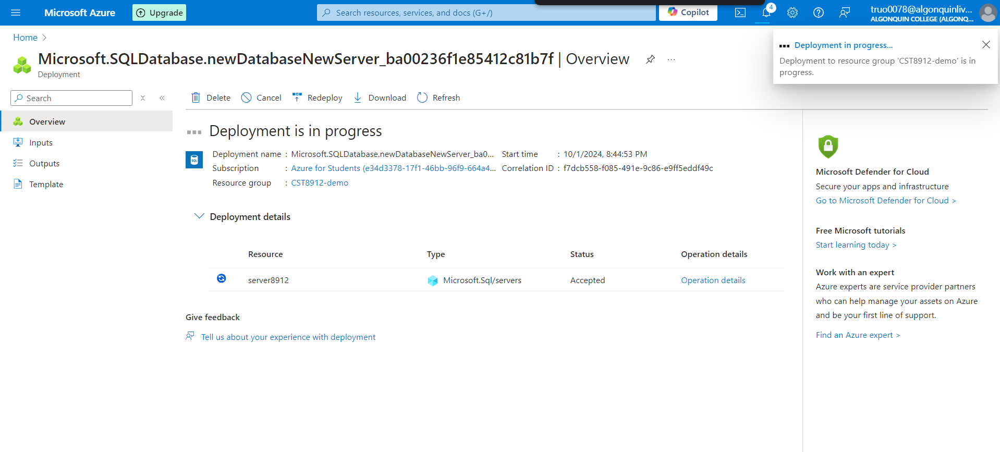 Microsoft Azure
Upgrade
Search resources, services, and docs (G+/)
Copilot
4
truo0078@algonquinliv...
ALGONQUIN COLLEGE (ALGONQ...
Home
Deployment in progress...
Deployment to resource group 'CST8912-demo' is in
progress.
Microsoft.SQLDatabase.newDatabaseNewServer_ba00236f1e85412c81b7f | Overview
Deployment
Search
Delete
Cancel
Redeploy
Download
Refresh
Overview
Inputs
Outputs
Template
Deployment is in progress
SQL
Deployment name : Microsoft.SQLDatabase.newDatabaseNewServer_ba0...
Start time : 10/1/2024, 8:44:53 PM
Subscription : Azure for Students (e34d3378-17f1-46bb-96f9-664a4...
Correlation ID : f7dcb558-f085-491e-9c86-e9ff5eddf49c
Resource group : CST8912-demo
Deployment details
Resource Type Status Operation details
server8912 Microsoft.Sql/servers Accepted Operation details
Give feedback
Tell us about your experience with deployment
Microsoft Defender for Cloud
Secure your apps and infrastructure
Go to Microsoft Defender for Cloud >
Free Microsoft tutorials
Start learning today >
Work with an expert
Azure experts are service provider partners
who can help manage your assets on Azure
and be your first line of support.
Find an Azure expert >